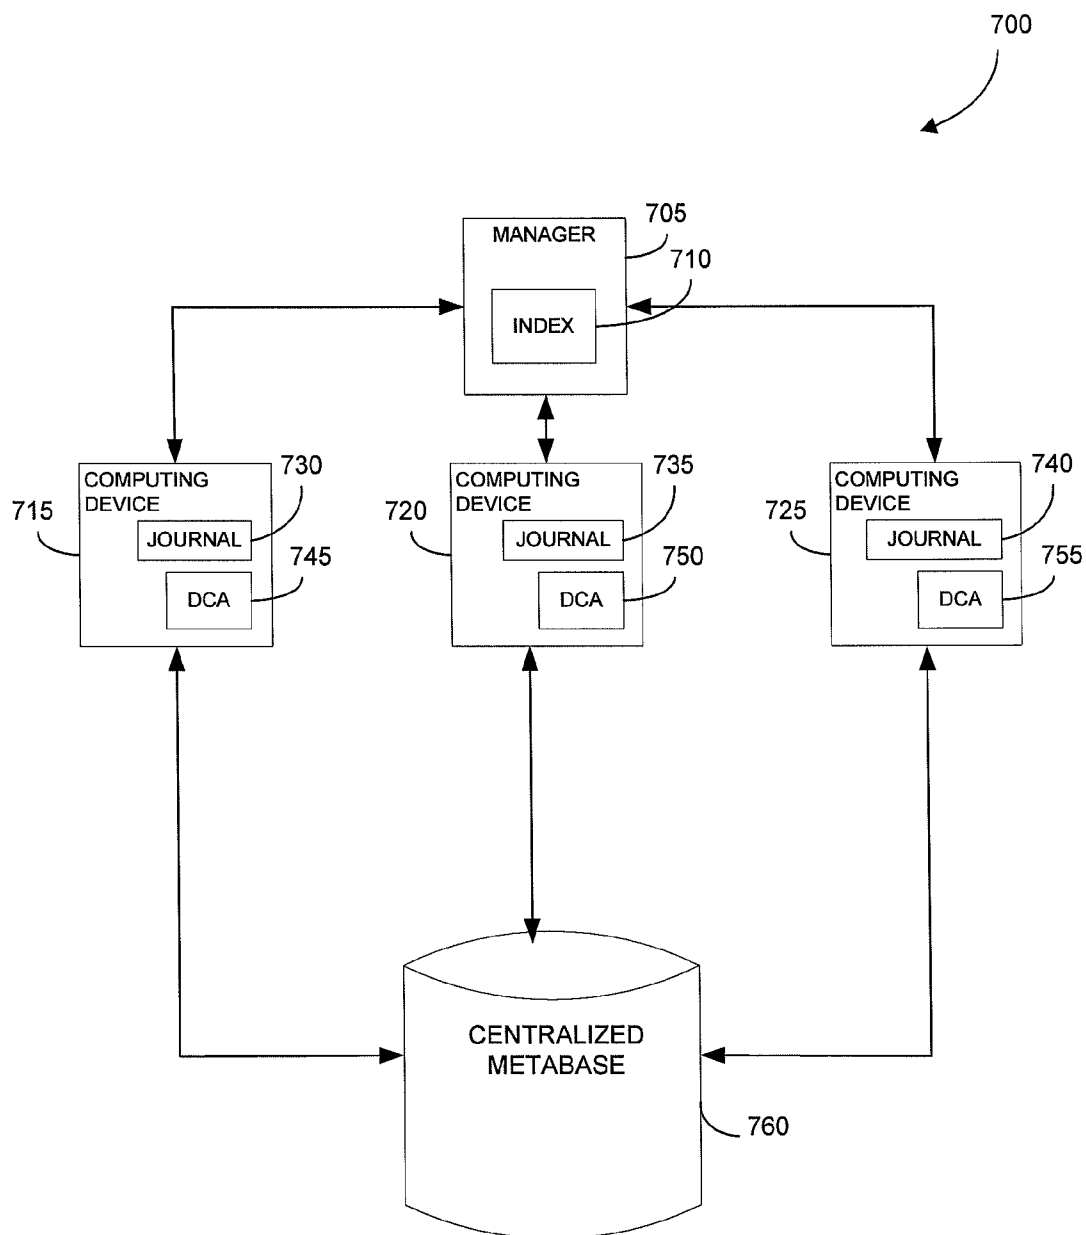 700
705
MANAGER
710
INDEX
COMPUTING
DEVICE
730
715
JOURNAL
745
DCA
COMPUTING
DEVICE
735
720
JOURNAL
750
DCA
COMPUTING
DEVICE
740
725
JOURNAL
755
DCA
CENTRALIZED
METABASE
760